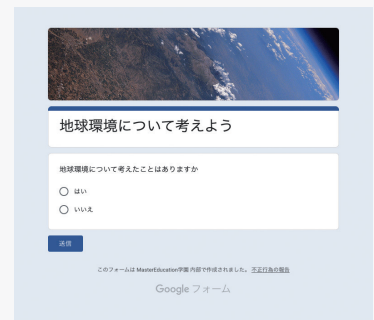 地球環境について考えよう
地球環境について考えたことはありますか
はい
いいえ
送信
このフォームは MasterEducation学園 内部で作成されました。 不正行為の報告
Google フォーム